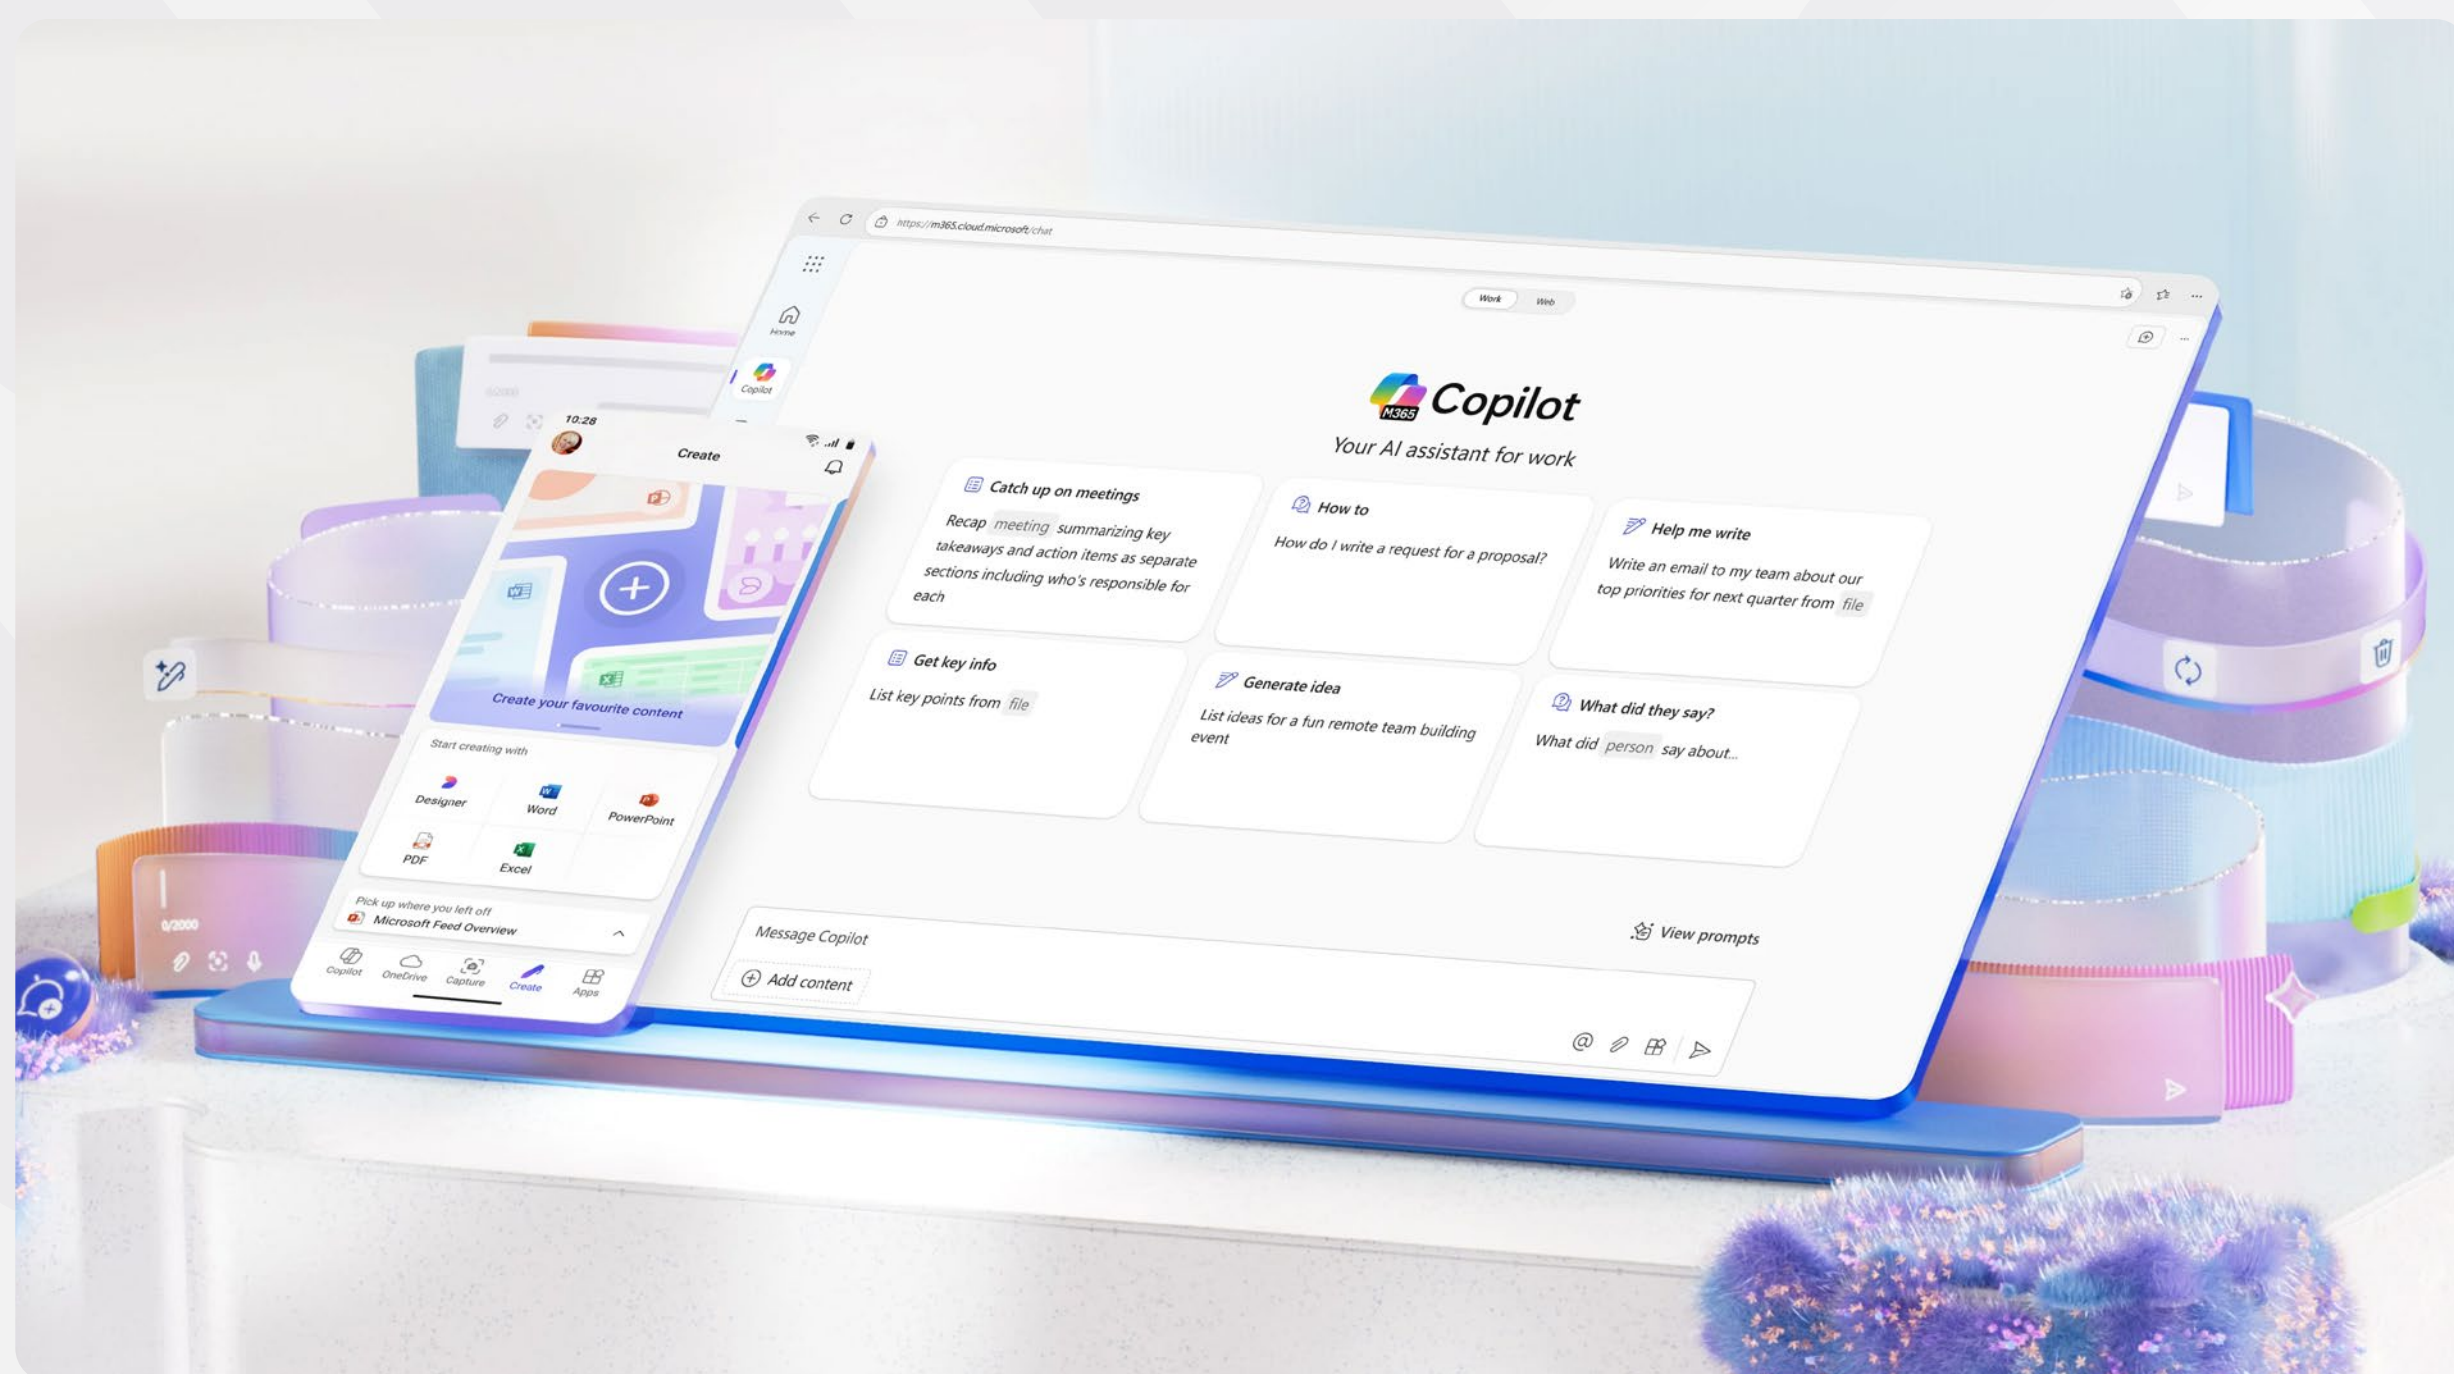 https://m365.cloud.microsoft/chat
Work
Web
Home
Copilot
M365
Copilot
Your AI assistant for work
Catch up on meetings
Recap meeting summarizing key
takeaways and action items as separate
sections including who's responsible for
each
How to
How do I write a request for a proposal?
Help me write
Write an email to my team about our
top priorities for next quarter from file
Get key info
List key points from file
Generate idea
List ideas for a fun remote team building
event
What did they say?
What did person say about...
View prompts
Message Copilot
Add content
10:28
Create
Create your favourite content
Start creating with
Designer
Word
PowerPoint
PDF
Excel
Pick up where you left off
Microsoft Feed Overview
Copilot
OneDrive
Capture
Create
Apps
0/2000
0/2000